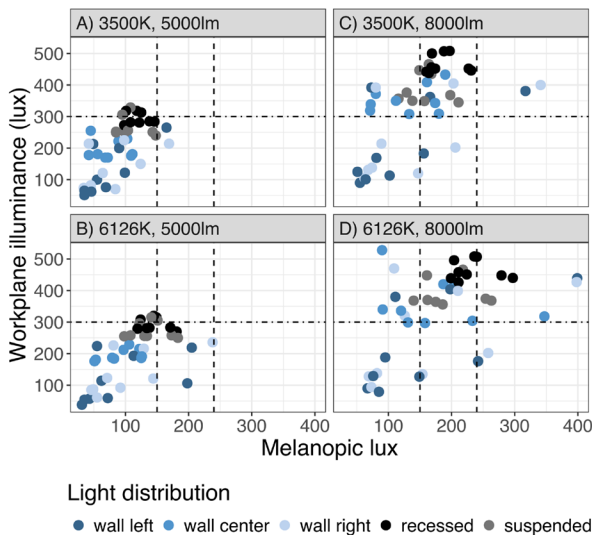 A) 3500K, 5000lm
C) 3500K, 8000lm
500
400
300
200
100
B) 6126K, 5000lm
D) 6126K, 8000lm
500
400
300
200
100
100 200 300 400 100 200 300 400
Workplane illuminance (lux)
Melanopic lux
Light distribution
wall left wall center wall right recessed suspended